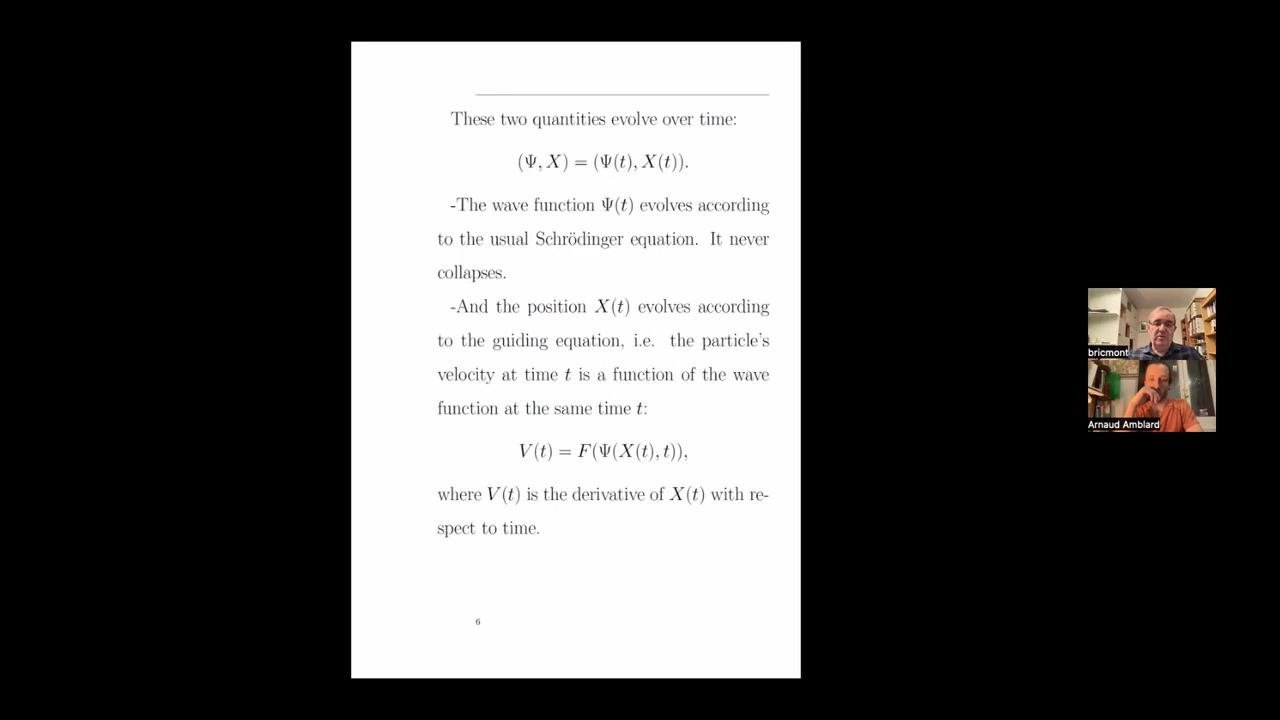 These two quantities evolve over time:
(Ψ, X) = (Ψ(t), X(t)).
-The wave function Ψ(t) evolves according
to the usual Schrödinger equation. It never
collapses.
-And the position X(t) evolves according
to the guiding equation, i.e. the particle's
velocity at time t is a function of the wave
function at the same time t:
V(t) = F(Ψ(X(t), t)),
where V(t) is the derivative of X(t) with re-
spect to time.
6
bricmont
Arnaud Amblard